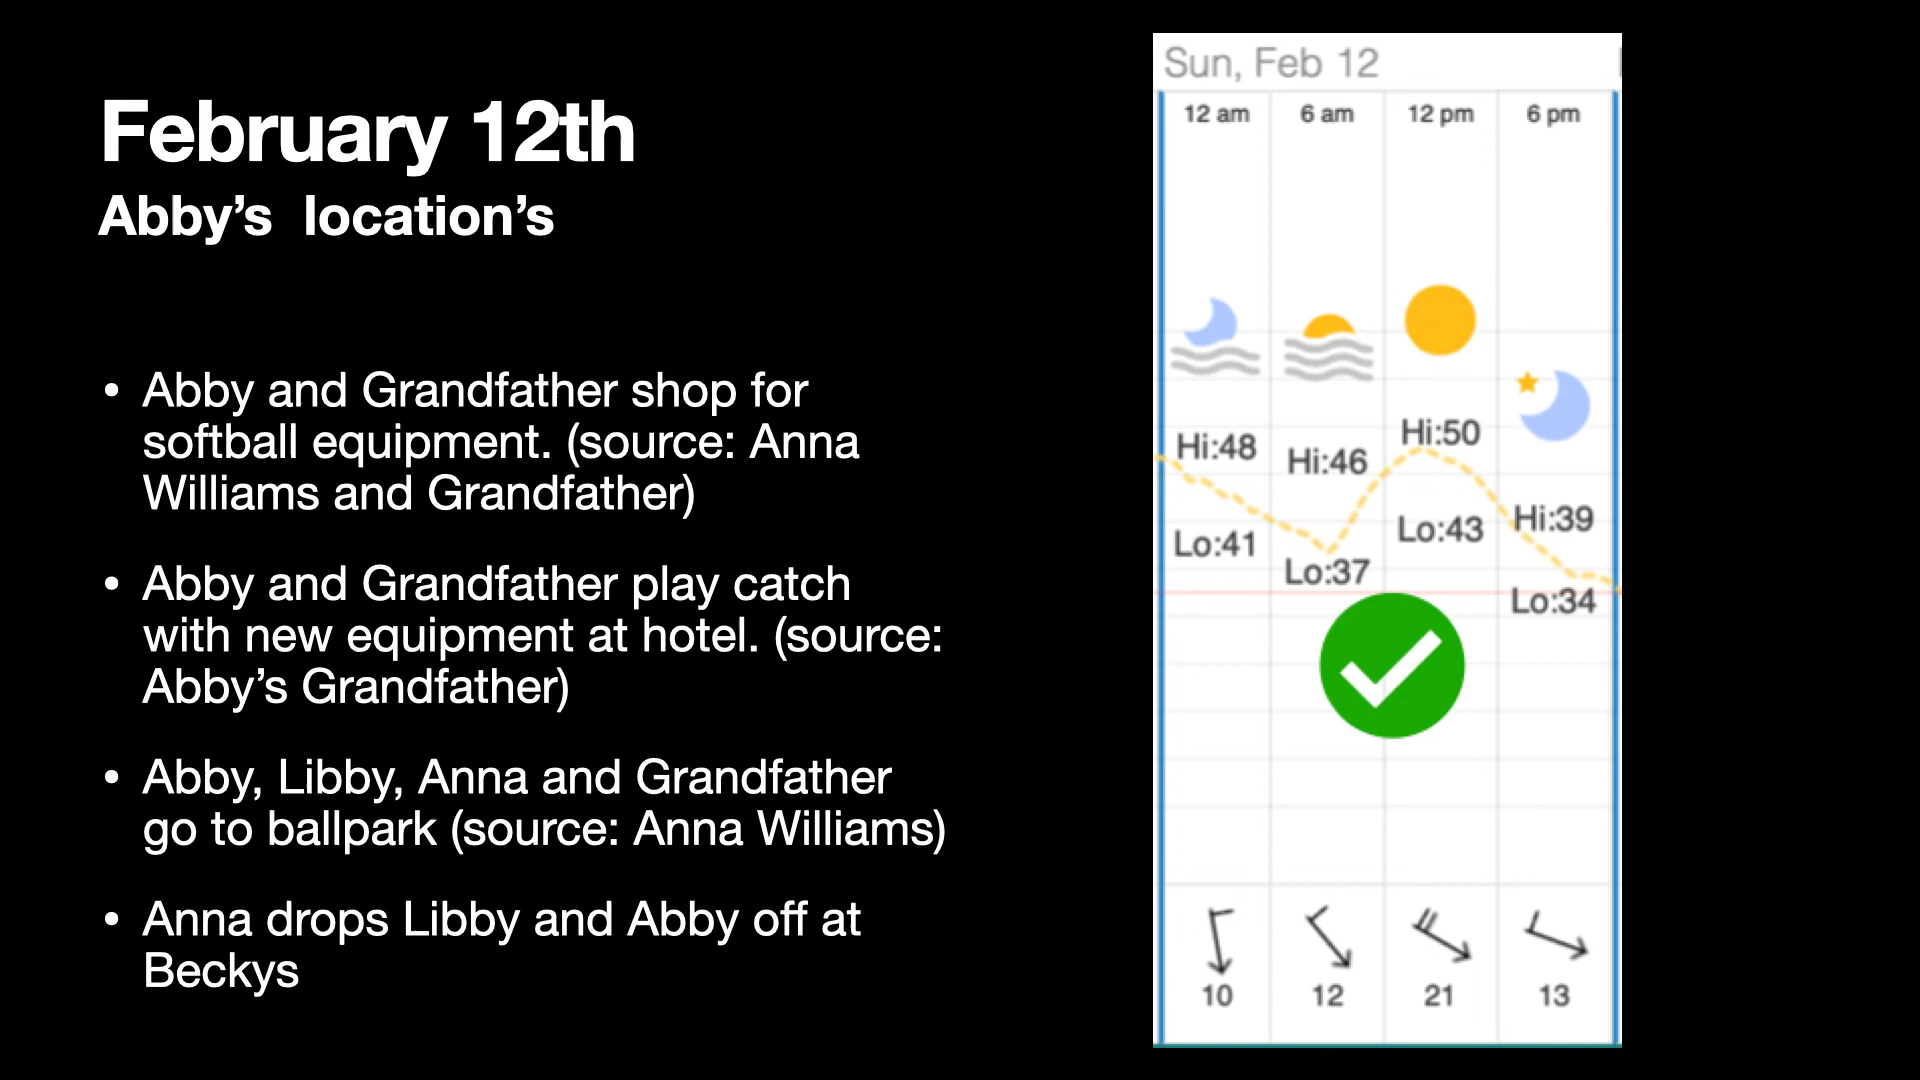 February 12th
Abby’s location’s
• Abby and Grandfather shop for
softball equipment. (source: Anna
Williams and Grandfather)
• Abby and Grandfather play catch
with new equipment at hotel. (source:
Abby’s Grandfather)
• Abby, Libby, Anna and Grandfather
go to ballpark (source: Anna Williams)
• Anna drops Libby and Abby off at
Beckys
Sun, Feb 12
12 am 6 am 12 pm 6 pm
Hi:48 Hi:46 Hi:50 Hi:39
Lo:41 Lo:37 Lo:43 Lo:34
10 12 21 13